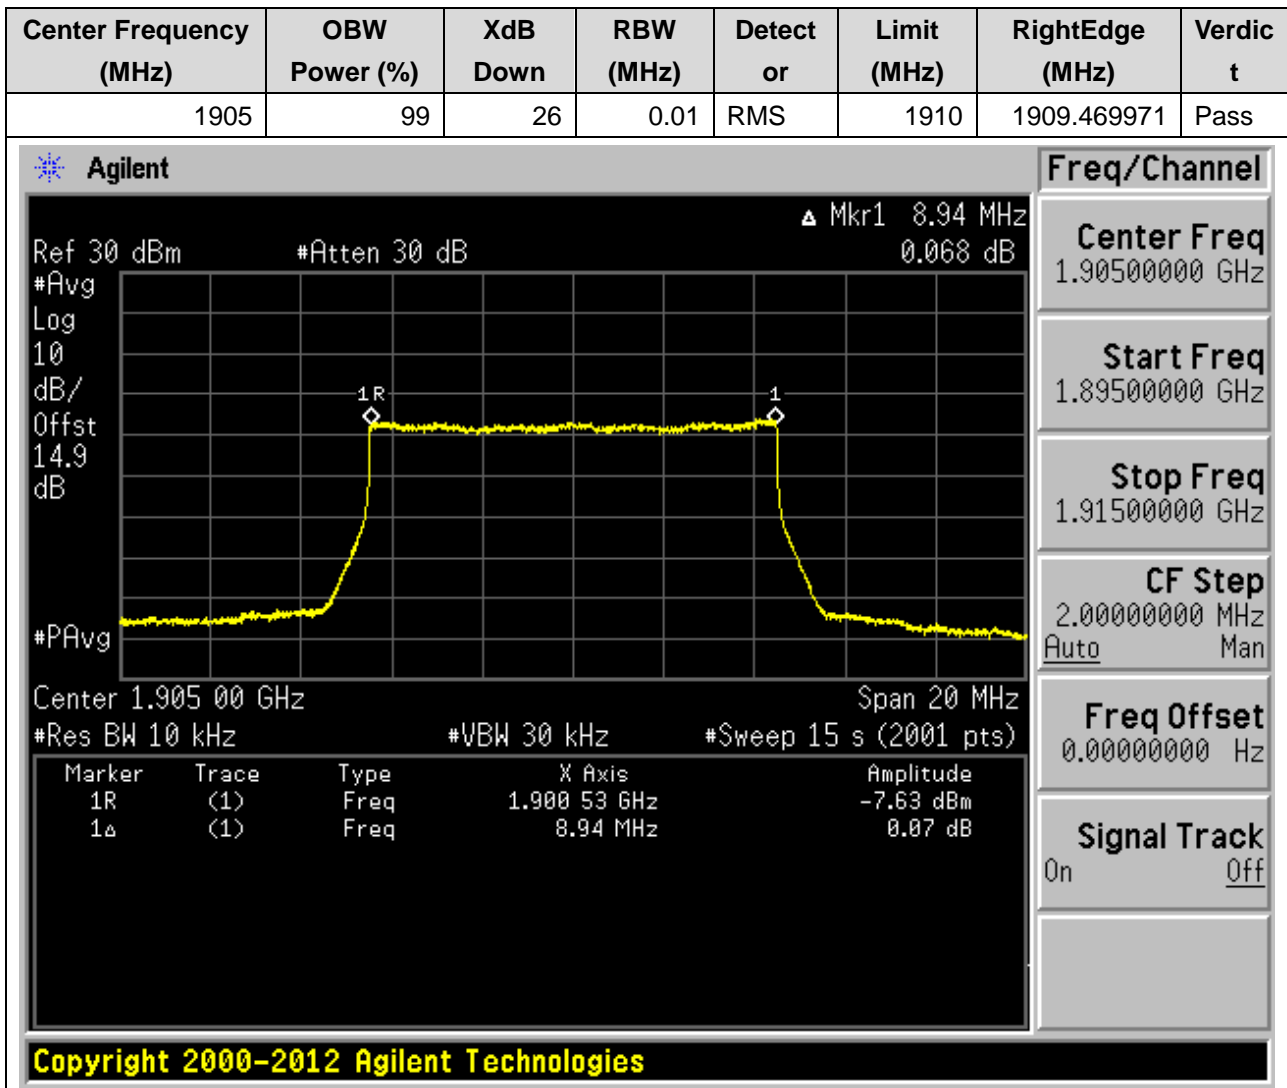 Center Frequency (MHz) OBW Power (%) XdB Down RBW (MHz) Detect or Limit (MHz) RightEdge (MHz) Verdic t
1905 99 26 0.01 RMS 1910 1909.469971 Pass
Agilent
Freq/Channel
Δ Mkr1 8.94 MHz
Ref 30 dBm #Atten 30 dB 0.068 dB
#Avg
Log
10
dB/
Offst
14.9
dB
#PAvg
1R
1
Center 1.905 00 GHz Span 20 MHz
#Res BW 10 kHz #VBW 30 kHz #Sweep 15 s (2001 pts)
Marker Trace Type X Axis Amplitude
1R (1) Freq 1.900 53 GHz -7.63 dBm
1Δ (1) Freq 8.94 MHz 0.07 dB
Center Freq
1.90500000 GHz
Start Freq
1.89500000 GHz
Stop Freq
1.91500000 GHz
CF Step
2.00000000 MHz
Auto Man
Freq Offset
0.00000000 Hz
Signal Track
On Off
Copyright 2000-2012 Agilent Technologies